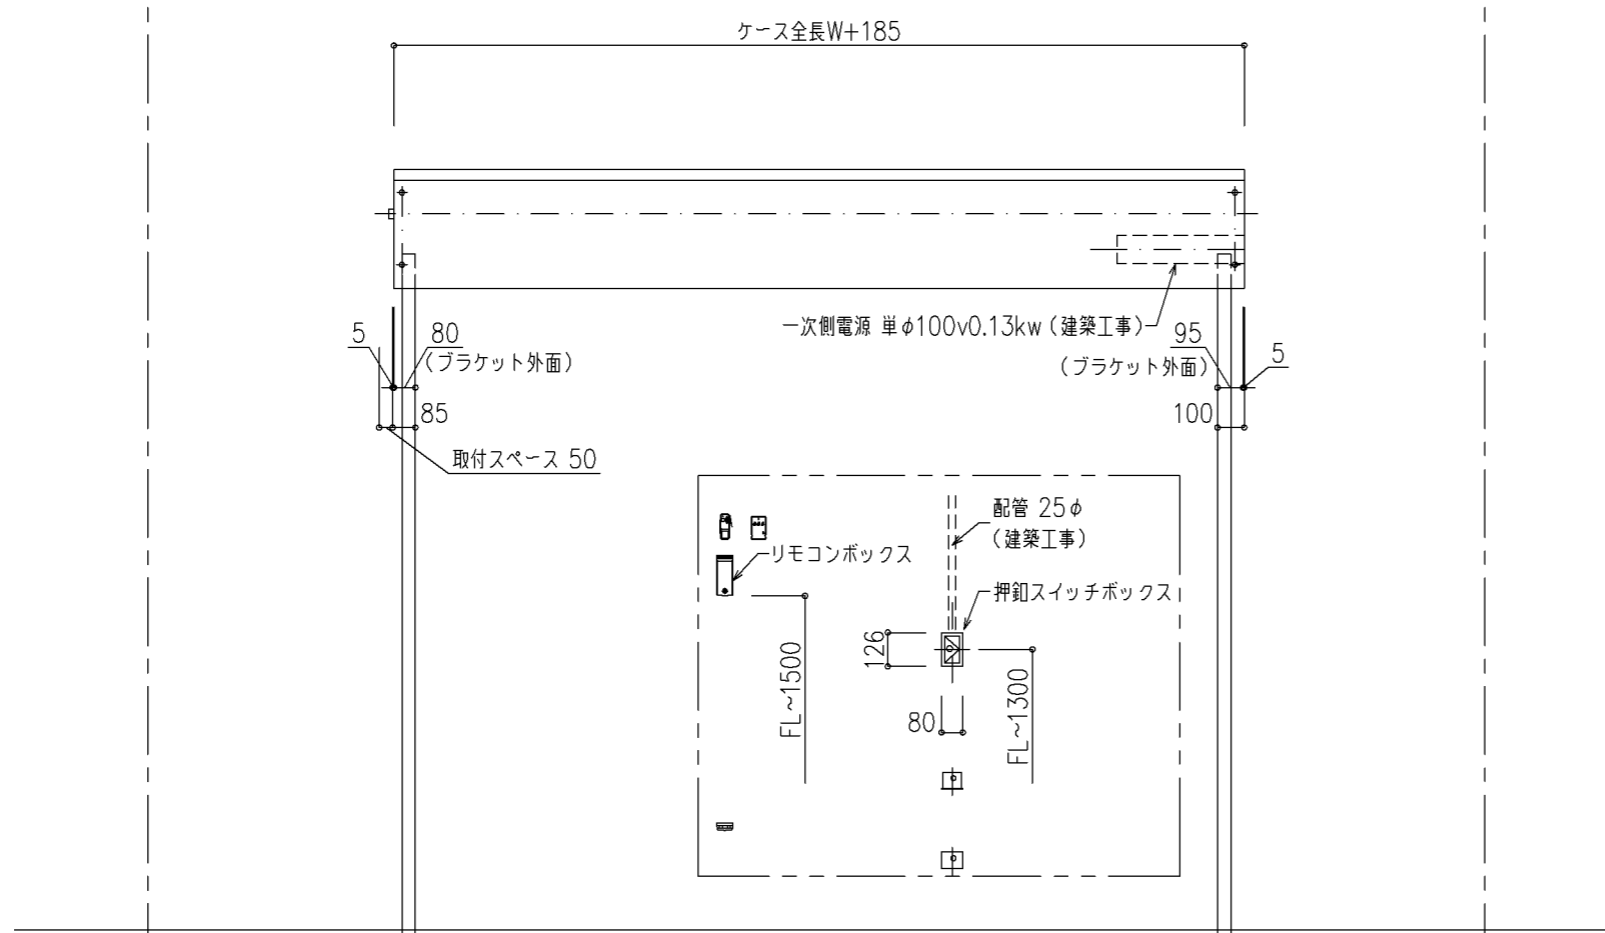 ケース全長W+185
一次側電源 単φ100v0.13kw（建築工事）
5
80
（ブラケット外面）
95
（ブラケット外面）
5
85
100
取付スペース 50
配管 25φ
（建築工事）
リモコンボックス
押釦スイッチボックス
126
FL~1500
FL~1300
80